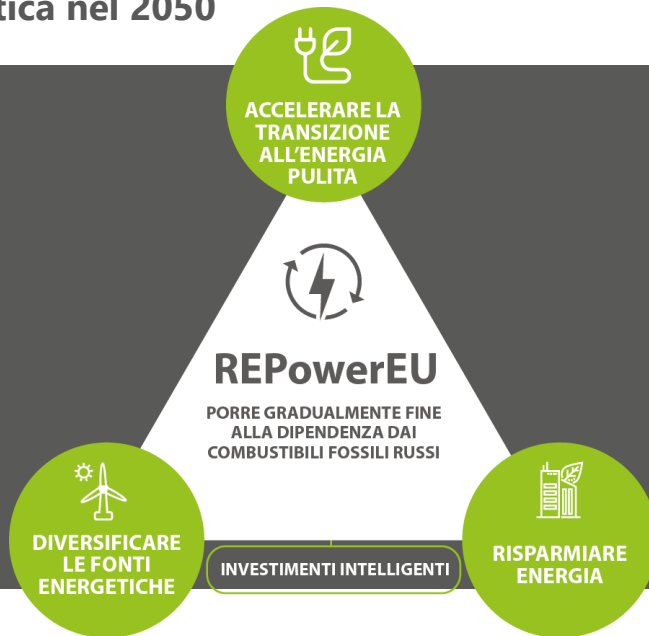 nel 2050
ACCELERARE LA
TRANSIZIONE
ALL'ENERGIA
PULITA
REPowerEU
PORRE GRADUALMENTE FINE
ALLA DIPENDENZA DAI
COMBUSTIBILI FOSSILI RUSSI
DIVERSIFICARE
LE FONTI
ENERGETICHE
INVESTIMENTI INTELLIGENTI
RISPARMIARE
ENERGIA